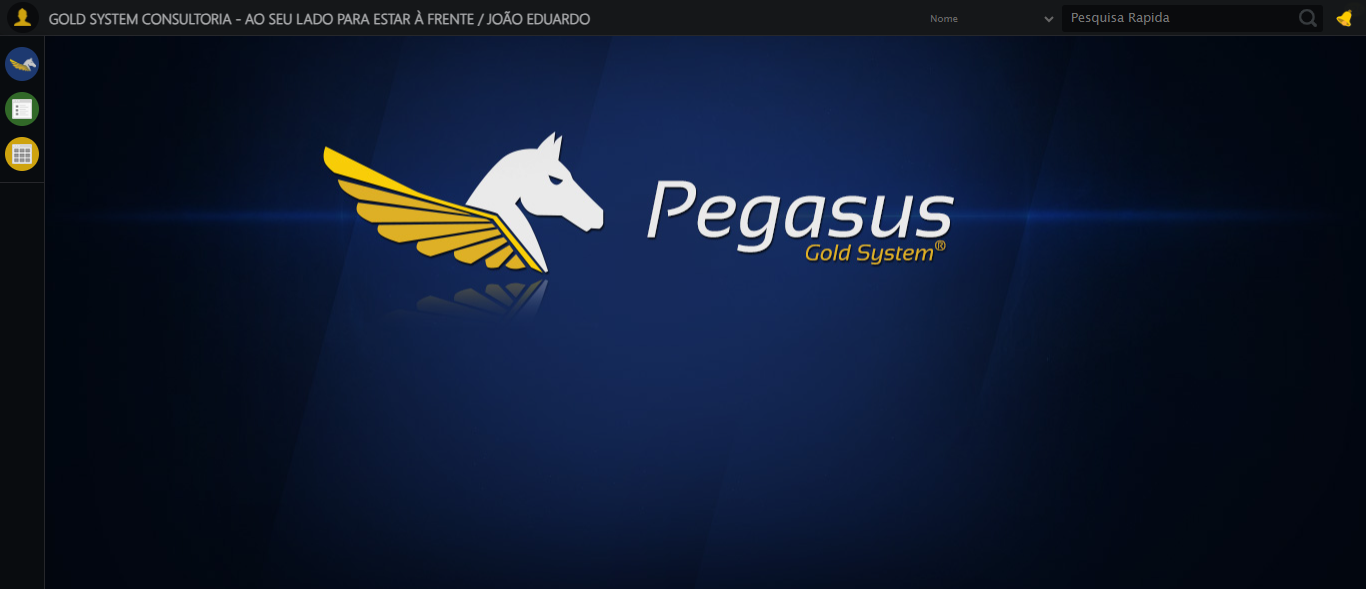 GOLD SYSTEM CONSULTORIA - AO SEU LADO PARA ESTAR À FRENTE / JOÃO EDUARDO
Nome
Pesquisa Rapida
Pegasus
Gold System®